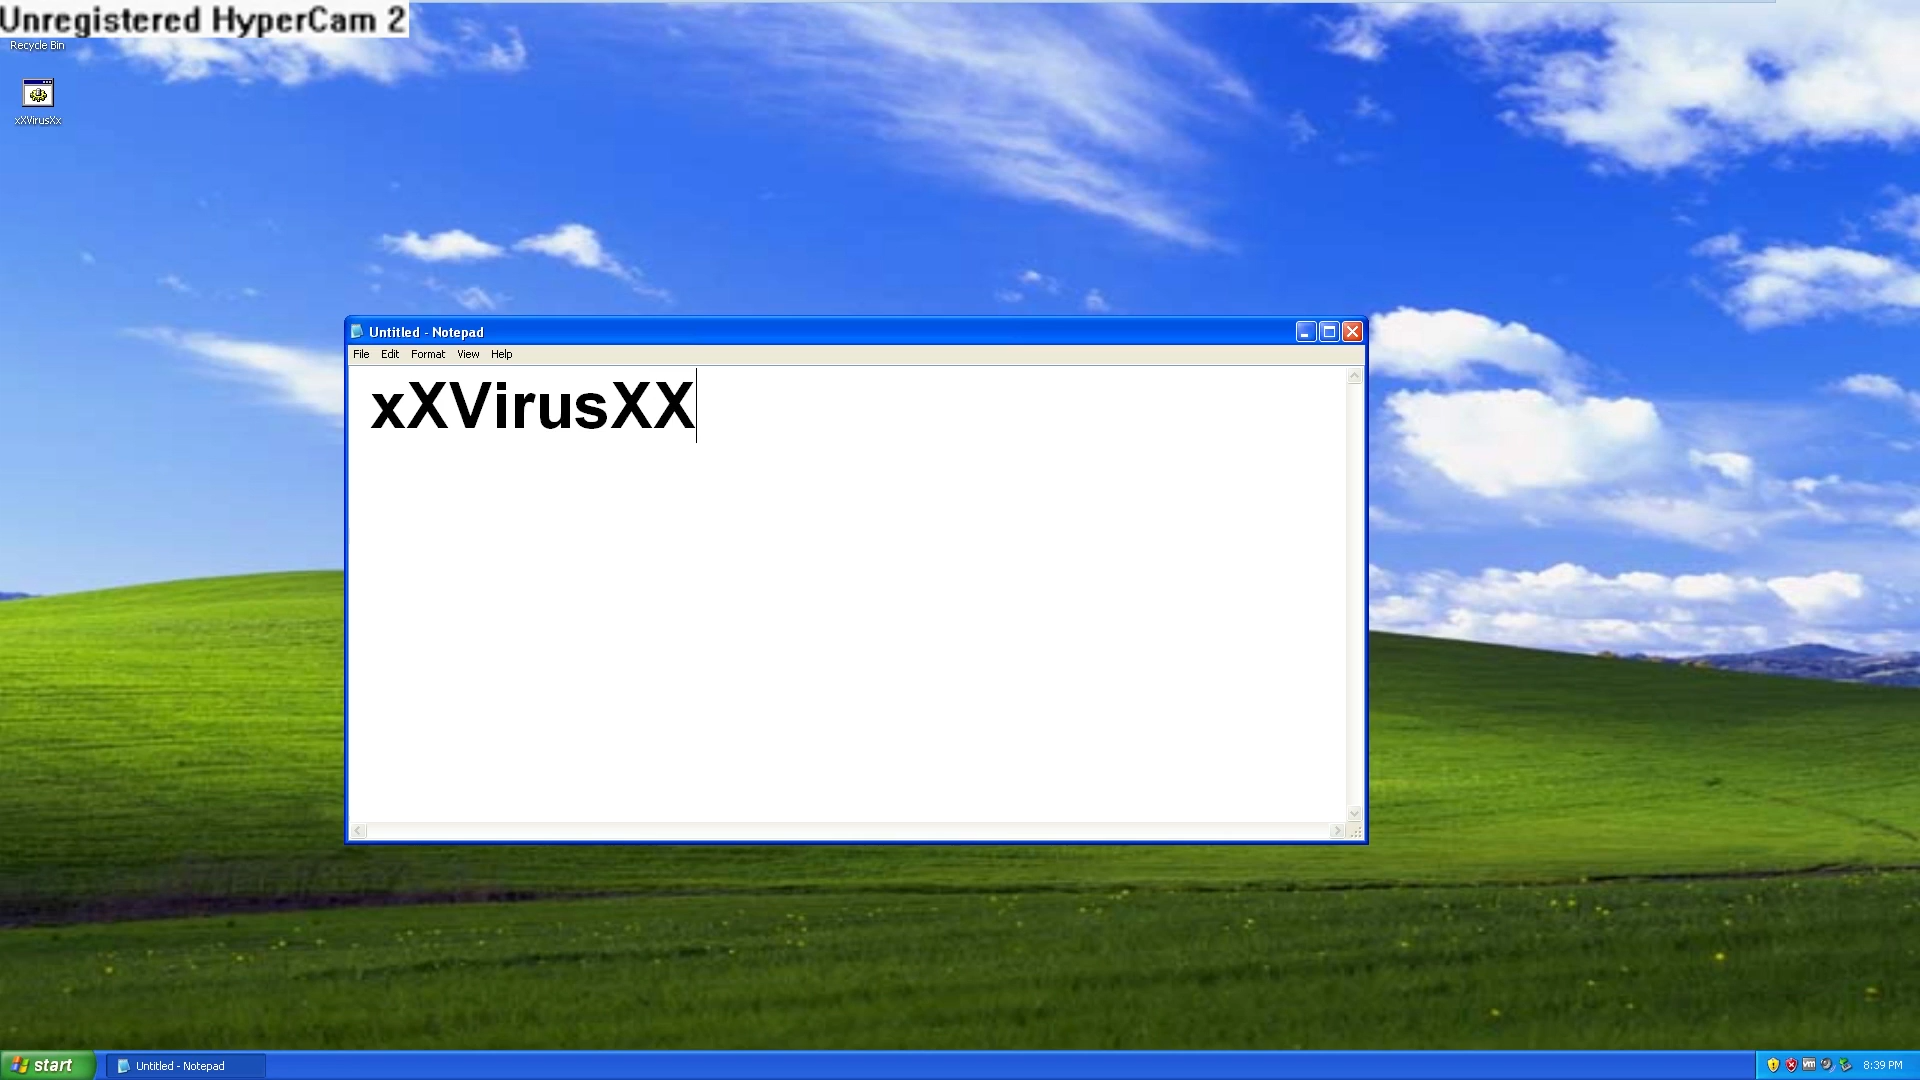 Unregistered HyperCam 2
Recycle Bin
xXVirusXx
Untitled - Notepad
File Edit Format View Help
xXVirusXX
start
Untitled - Notepad
vm
8:39 PM